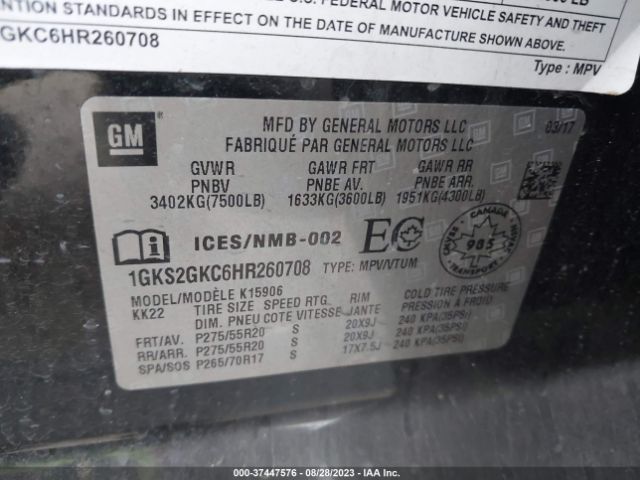 U.S. FEDERAL MOTOR VEHICLE SAFETY AND THEFT
ENTION STANDARDS IN EFFECT ON THE DATE OF MANUFACTURE SHOWN ABOVE.
GKC6HR260708
Type : MPV
GM
MFD BY GENERAL MOTORS LLC 03/17
FABRIQUÉ PAR GENERAL MOTORS LLC
GVWR GAWR FRT GAWR RR
PNBV PNBE AV. PNBE ARR.
3402KG(7500LB) 1633KG(3600LB) 1951KG(4300LB)
ICES/NMB-002 EC
CANADA 985 TRANSPORT
1GKS2GKC6HR260708 TYPE: MPV/VTUM
MODEL/MODÈLE K15906
KK22 TIRE SIZE SPEED RTG. RIM COLD TIRE PRESSURE
DIM. PNEU COTE VITESSE JANTE PRESSION À FROID
FRT/AV. P275/55R20 S 20X9J 240 KPA(35PSI)
RR/ARR. P275/55R20 S 20X9J 240 KPA(35PSI)
SPA/SOS P265/70R17 S 17X7.5J 240 KPA(35PSI)
000-37447576 - 08/28/2023 - IAA Inc.